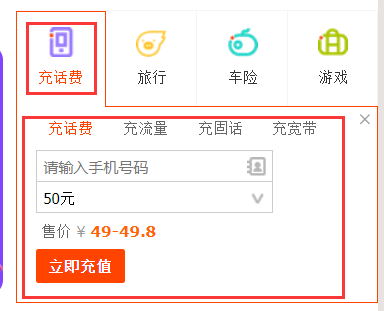 充话费 旅行 车险 游戏
充话费 充流量 充固话 充宽带
请输入手机号码
50元
售价 ¥ 49-49.8
立即充值